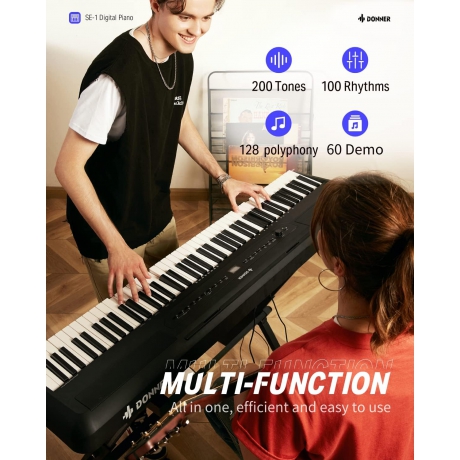 SE-1 Digital Piano
DONNER
200 Tones
100 Rhythms
128 polyphony
60 Demo
DONNER
MULTI-FUNCTION
MULTI-FUNCTION
DONNER
All in one, efficient and easy to use